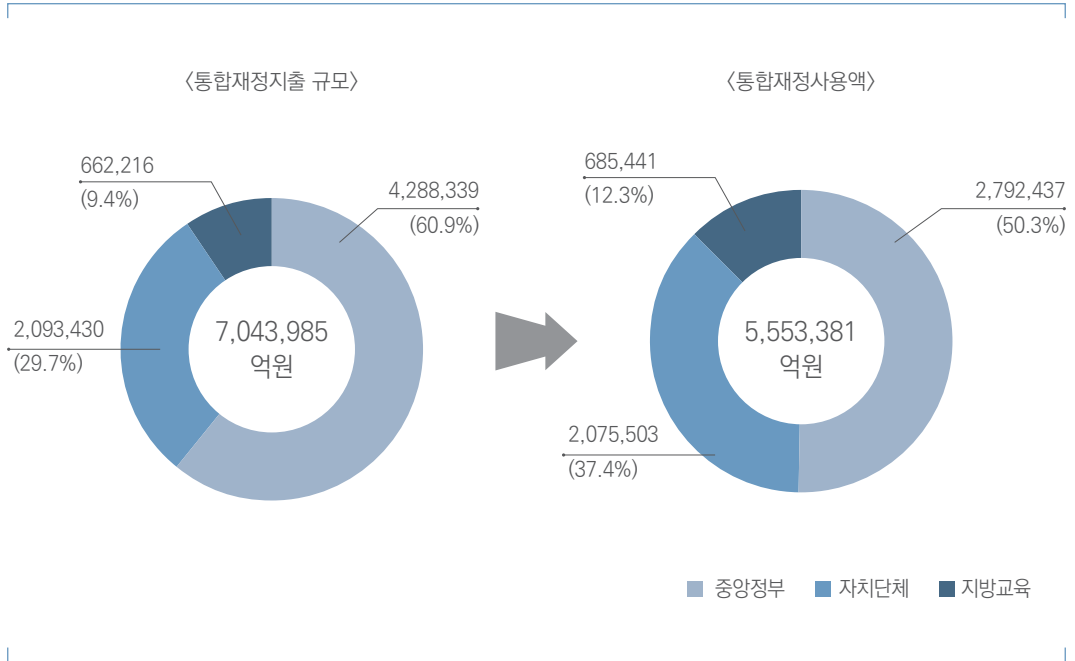 〈통합재정지출 규모〉
662,216
(9.4%)
4,288,339
(60.9%)
2,093,430
(29.7%)
7,043,985
억원
〈통합재정사용액〉
685,441
(12.3%)
2,792,437
(50.3%)
5,553,381
억원
2,075,503
(37.4%)
중앙정부
자치단체
지방교육